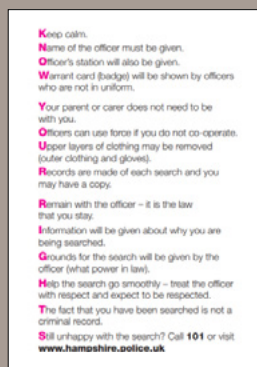 Keep calm.
Name of the officer must be given.
Officer's station will also be given.
Warrant card (badge) will be shown by officers
who are not in uniform.
Your parent or carer does not need to be
with you.
Officers can use force if you do not co-operate.
Upper layers of clothing may be removed
(outer clothing and gloves).
Records are made of each search and you
may have a copy.
Remain with the officer – it is the law
that you stay.
Information will be given about why you are
being searched.
Grounds for the search will be given by the
officer (what power in law).
Help the search go smoothly – treat the officer
with respect and expect to be respected.
The fact that you have been searched is not a
criminal record.
Still unhappy with the search? Call 101 or visit
www.hampshire.police.uk